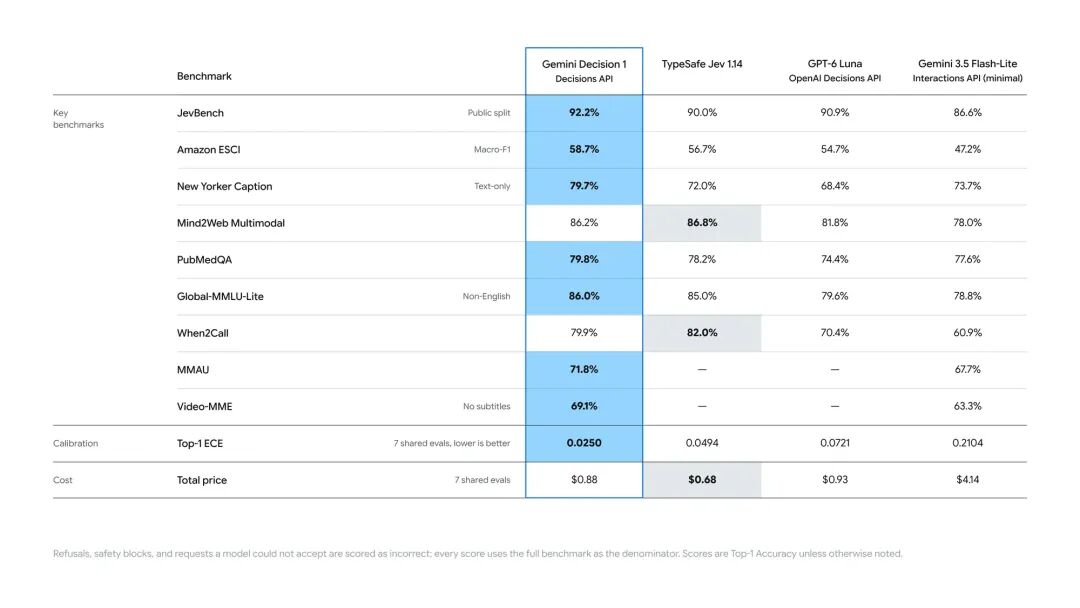 Benchmark
Gemini Decision 1
Decisions API
TypeSafe Jev 1.14
GPT-6 Luna
OpenAI Decisions API
Gemini 3.5 Flash-Lite
Interactions API (minimal)
Key
benchmarks
JevBench Public split 92.2% 90.0% 90.9% 86.6%
Amazon ESCI Macro-F1 58.7% 56.7% 54.7% 47.2%
New Yorker Caption Text-only 79.7% 72.0% 68.4% 73.7%
Mind2Web Multimodal 86.2% 86.8% 81.8% 78.0%
PubMedQA 79.8% 78.2% 74.4% 77.6%
Global-MMLU-Lite Non-English 86.0% 85.0% 79.6% 78.8%
When2Call 79.9% 82.0% 70.4% 60.9%
MMAU 71.8% — — 67.7%
Video-MME No subtitles 69.1% — — 63.3%
Calibration Top-1 ECE 7 shared evals, lower is better 0.0250 0.0494 0.0721 0.2104
Cost Total price 7 shared evals $0.88 $0.68 $0.93 $4.14
Refusals, safety blocks, and requests a model could not accept are scored as incorrect; every score uses the full benchmark as the denominator. Scores are Top-1 Accuracy unless otherwise noted.